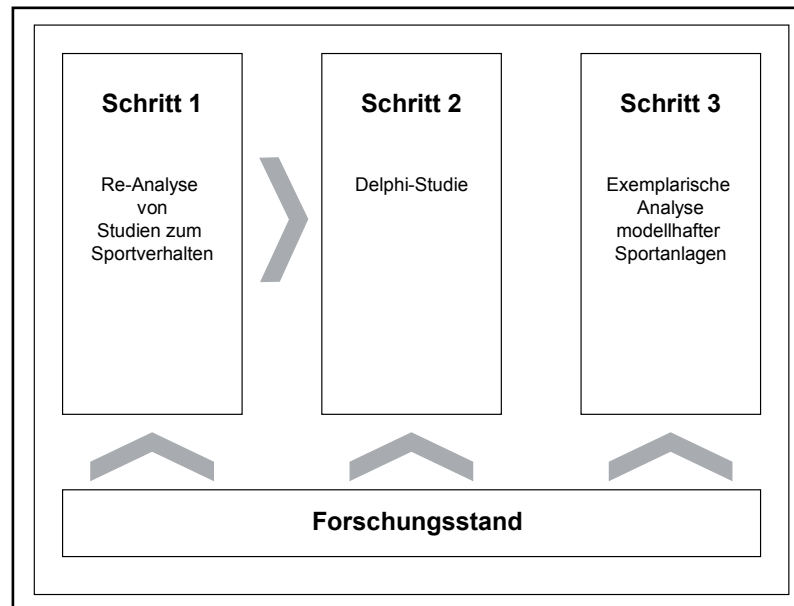 Schritt 1
Re-Analyse
von
Studien zum
Sportverhalten
Schritt 2
Delphi-Studie
Schritt 3
Exemplarische
Analyse
modellhafter
Sportanlagen
Forschungsstand